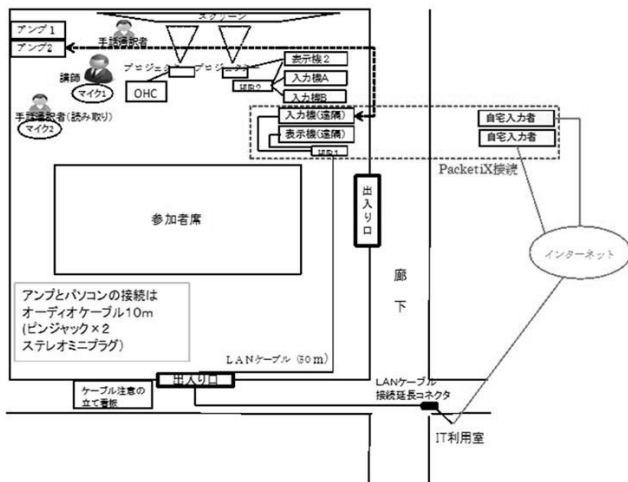 スクリーン
アンプ1
アンプ2
手話通訳者
講師
マイク1
プロジェクター
プロジェクター
OHC
表示機2
入力機A
入力機B
手話通訳者(読み取り)
マイク2
入力機(遠隔)
表示機(遠隔)
自宅入力者
自宅入力者
PacketiX接続
出入り口
参加者席
インターネット
廊下
アンプとパソコンの接続は
オーディオケーブル10m
(ピンジャック×2
ステレオミニプラグ)
LANケーブル
出入り口
ケーブル注意の
立て看板
LANケーブル
接続延長コネクタ
IT利用室